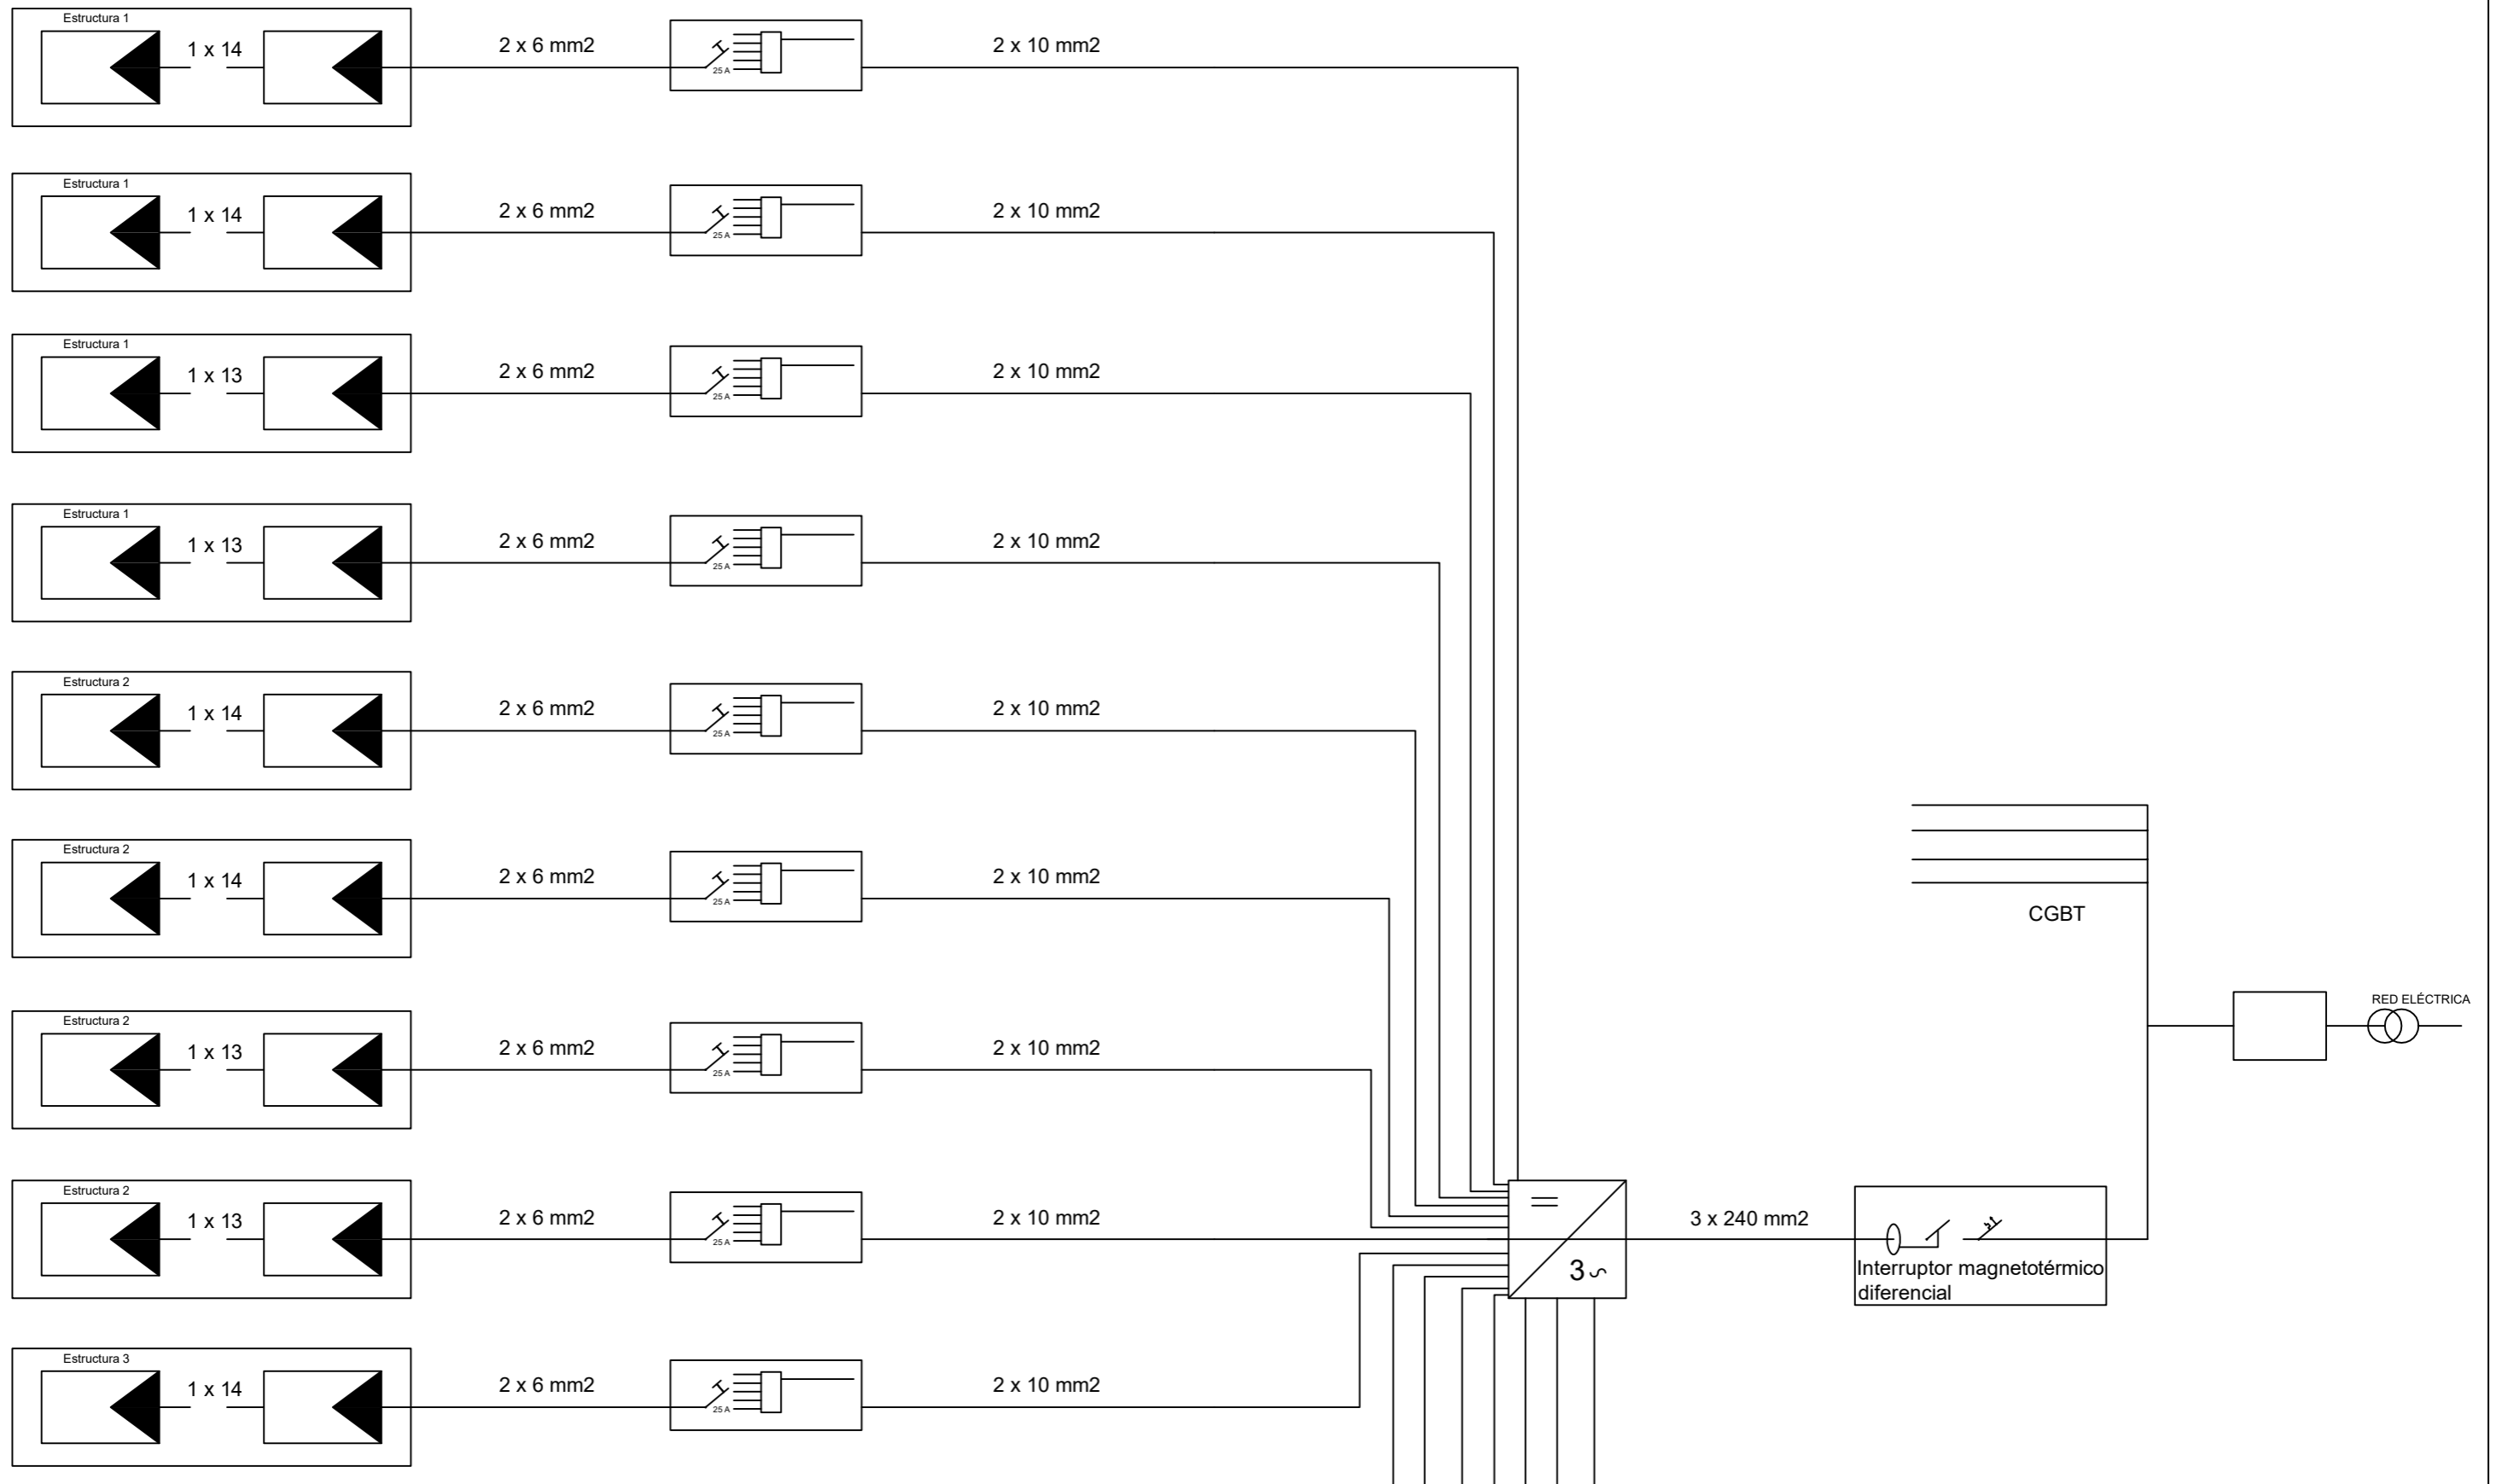 Estructura 1
1 x 14
2 x 6 mm2
25 A
2 x 10 mm2
Estructura 1
1 x 14
2 x 6 mm2
25 A
2 x 10 mm2
Estructura 1
1 x 13
2 x 6 mm2
25 A
2 x 10 mm2
Estructura 1
1 x 13
2 x 6 mm2
25 A
2 x 10 mm2
Estructura 2
1 x 14
2 x 6 mm2
25 A
2 x 10 mm2
Estructura 2
1 x 14
2 x 6 mm2
25 A
2 x 10 mm2
CGBT
RED ELÉCTRICA
Estructura 2
1 x 13
2 x 6 mm2
25 A
2 x 10 mm2
Estructura 2
1 x 13
2 x 6 mm2
25 A
2 x 10 mm2
3
3 x 240 mm2
Interruptor magnetotérmico
diferencial
Estructura 3
1 x 14
2 x 6 mm2
25 A
2 x 10 mm2